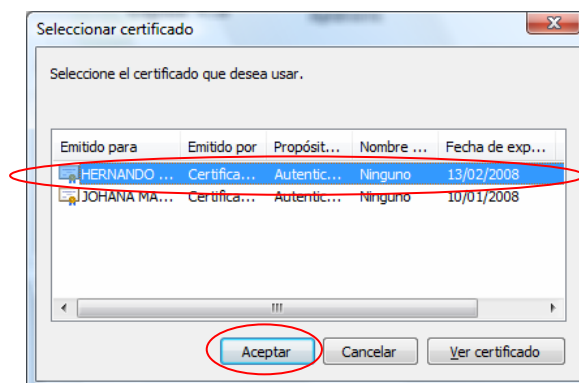 Seleccionar certificado
Seleccione el certificado que desea usar.
Emitido para Emitido por Propósit... Nombre ... Fecha de exp...
HERNANDO ... Certifica... Autentic... Ninguno 13/02/2008
JOHANA MA... Certifica... Autentic... Ninguno 10/01/2008
Aceptar Cancelar Ver certificado